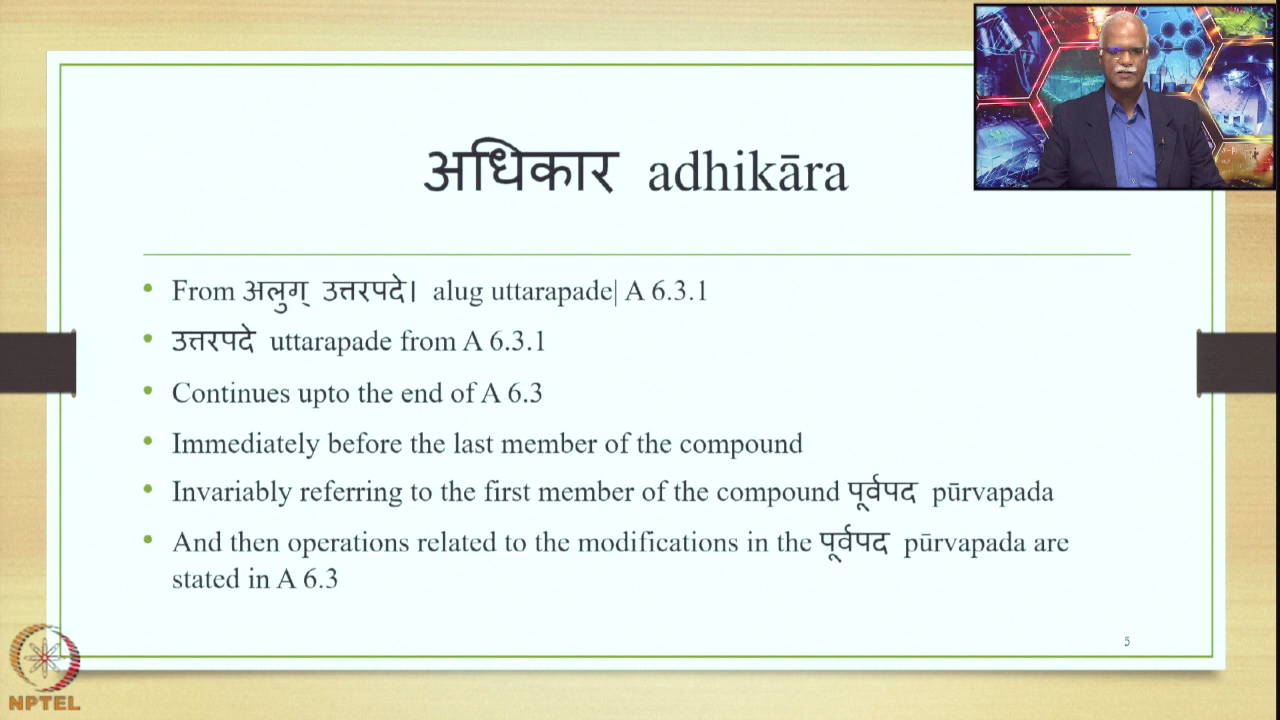 अधिकार adhikāra
• From अलुग् उत्तरपदे। alug uttarapade| A 6.3.1
• उत्तरपदे uttarapade from A 6.3.1
• Continues upto the end of A 6.3
• Immediately before the last member of the compound
• Invariably referring to the first member of the compound पूर्वपद pūrvapada
• And then operations related to the modifications in the पूर्वपद pūrvapada are
stated in A 6.3
5
NPTEL